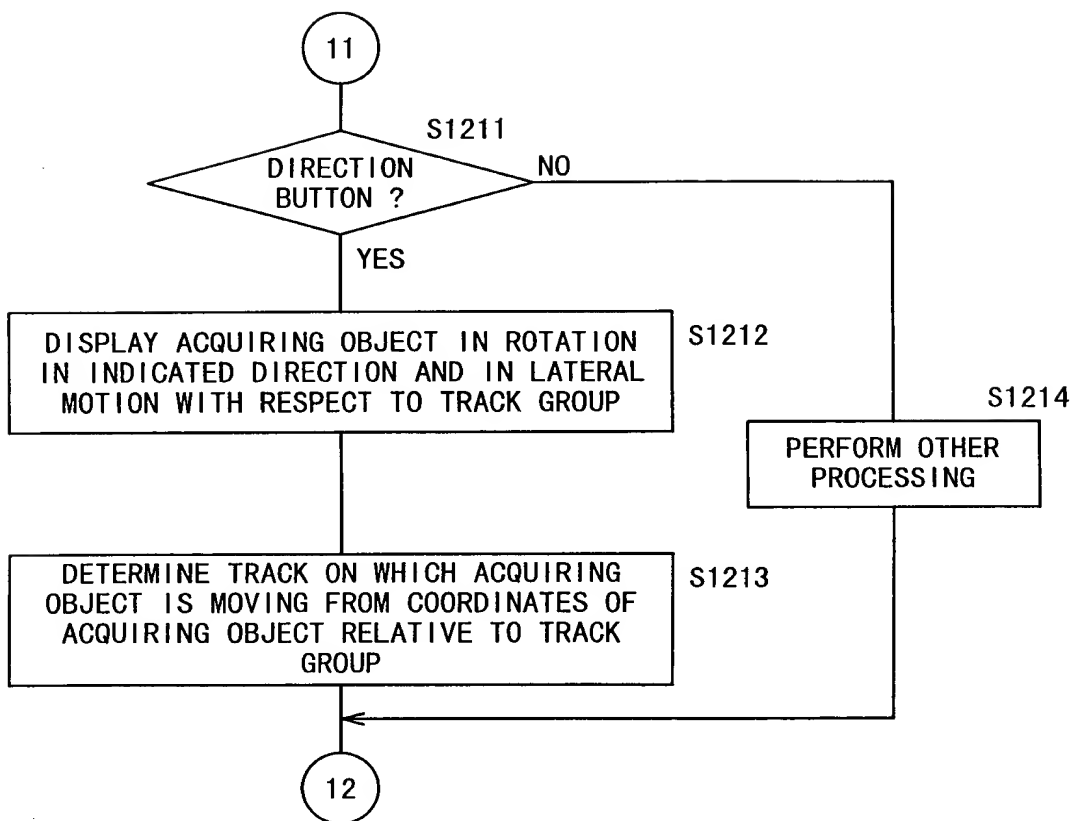 11
S1211
DIRECTION
BUTTON ?
NO
YES
DISPLAY ACQUIRING OBJECT IN ROTATION
IN INDICATED DIRECTION AND IN LATERAL
MOTION WITH RESPECT TO TRACK GROUP
S1212
S1214
PERFORM OTHER
PROCESSING
DETERMINE TRACK ON WHICH ACQUIRING
OBJECT IS MOVING FROM COORDINATES OF
ACQUIRING OBJECT RELATIVE TO TRACK
GROUP
S1213
12